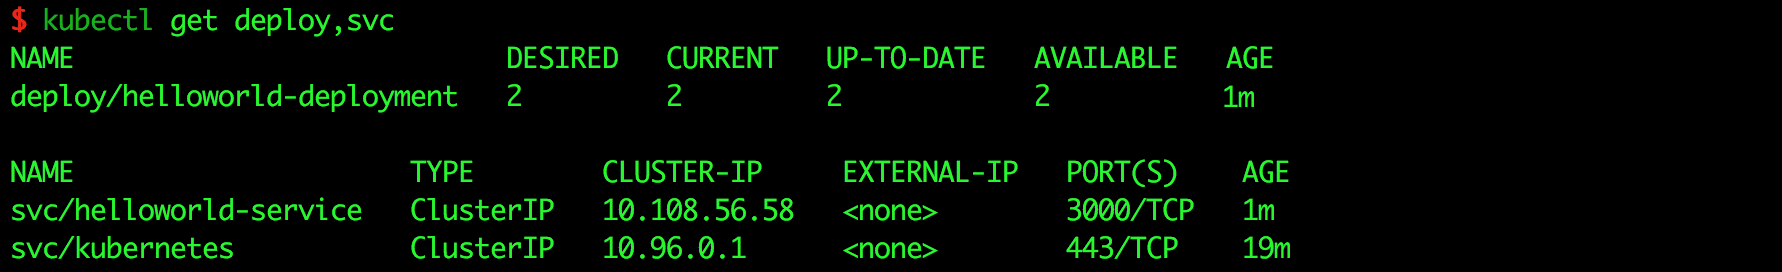 $ kubectl get deploy,svc
NAME DESIRED CURRENT UP-TO-DATE AVAILABLE AGE
deploy/helloworld-deployment 2 2 2 2 1m
NAME TYPE CLUSTER-IP EXTERNAL-IP PORT(S) AGE
svc/helloworld-service ClusterIP 10.108.56.58 <none> 3000/TCP 1m
svc/kubernetes ClusterIP 10.96.0.1 <none> 443/TCP 19m